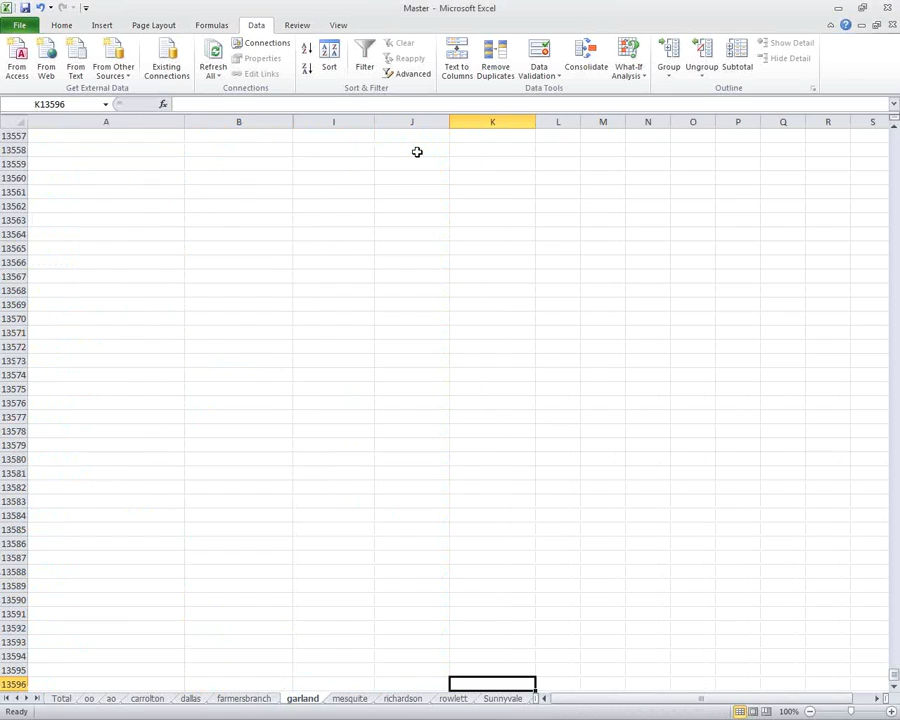 Master - Microsoft Excel
File Home Insert Page Layout Formulas Data Review View
From Access
From Web
From Text
From Other Sources
Existing Connections
Get External Data
Refresh All
Connections
Properties
Edit Links
Connections
Sort
Filter
Clear
Reapply
Advanced
Sort & Filter
Text to Columns
Remove Duplicates
Data Validation
Consolidate
What-If Analysis
Data Tools
Group
Ungroup
Subtotal
Show Detail
Hide Detail
Outline
K13596 fx
A B I J K L M N O P Q R S
13557
13558
13559
13560
13561
13562
13563
13564
13565
13566
13567
13568
13569
13570
13571
13572
13573
13574
13575
13576
13577
13578
13579
13580
13581
13582
13583
13584
13585
13586
13587
13588
13589
13590
13591
13592
13593
13594
13595
13596
Total oo ao carrolton dallas farmersbranch garland mesquite richardson rowlett Sunnyvale
Ready 100%